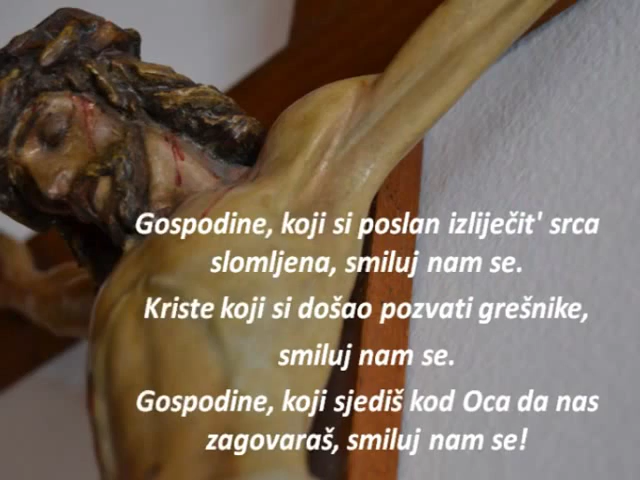 Gospodine, koji si poslan izliječit' srca
slomljena, smiluj nam se.
Kriste koji si došao pozvati grešnike,
smiluj nam se.
Gospodine, koji sjediš kod Oca da nas
zagovaraš, smiluj nam se!